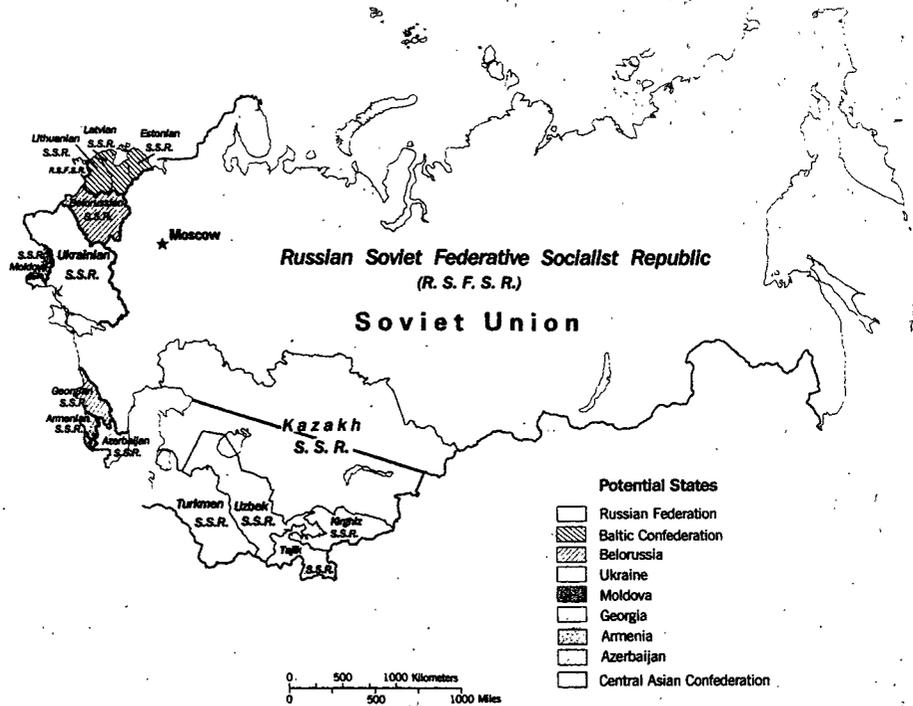 Latvian
S.S.R.
Lithuanian
S.S.R.
Estonian
S.S.R.
R.S.F.S.R.
Belorussian
S.S.R.
Moscow
Ukrainian
S.S.R.
S.S.R.
Russian Soviet Federative Socialist Republic
(R. S. F. S. R.)
Soviet Union
Georgian
S.S.R.
Armenian
S.S.R.
Azerbaijan
S.S.R.
Kazakh
S. S. R.
Turkmen
S.S.R.
Uzbek
S.S.R.
Kirghiz
S.S.R.
Tajik
S.S.R.
Potential States
Russian Federation
Baltic Confederation
Belorussia
Ukraine
Moldova
Georgia
Armenia
Azerbaijan
Central Asian Confederation
0 500 1000 Kilometers
0 500 1000 Miles